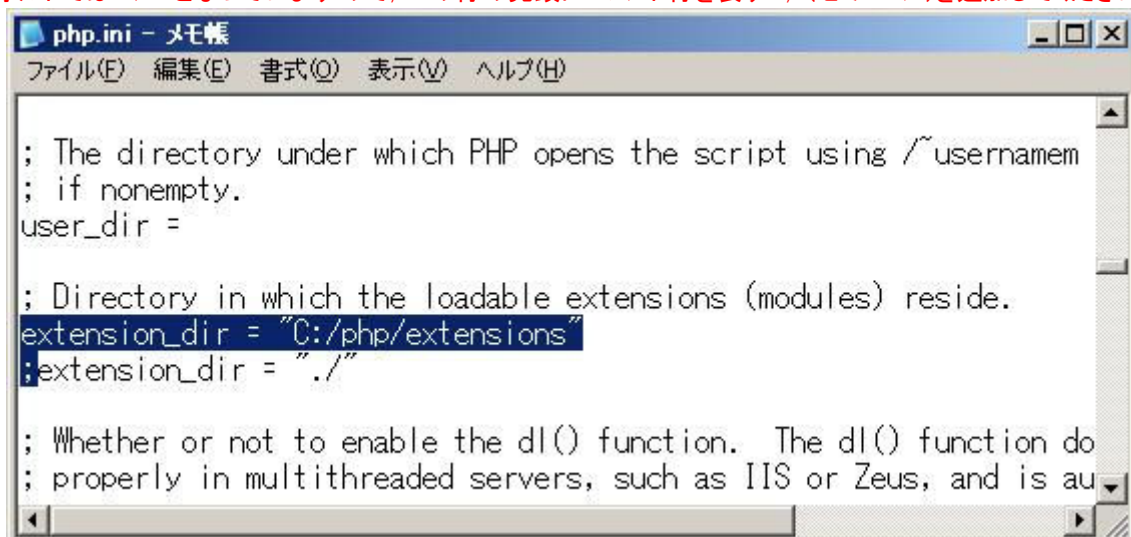 php.ini - メモ帳
ファイル(F) 編集(E) 書式(O) 表示(V) ヘルプ(H)
; The directory under which PHP opens the script using /~usernamem
; if nonempty.
user_dir =
; Directory in which the loadable extensions (modules) reside.
extension_dir = "C:/php/extensions"
;extension_dir = "./"
; Whether or not to enable the dl() function. The dl() function do
; properly in multithreaded servers, such as IIS or Zeus, and is au